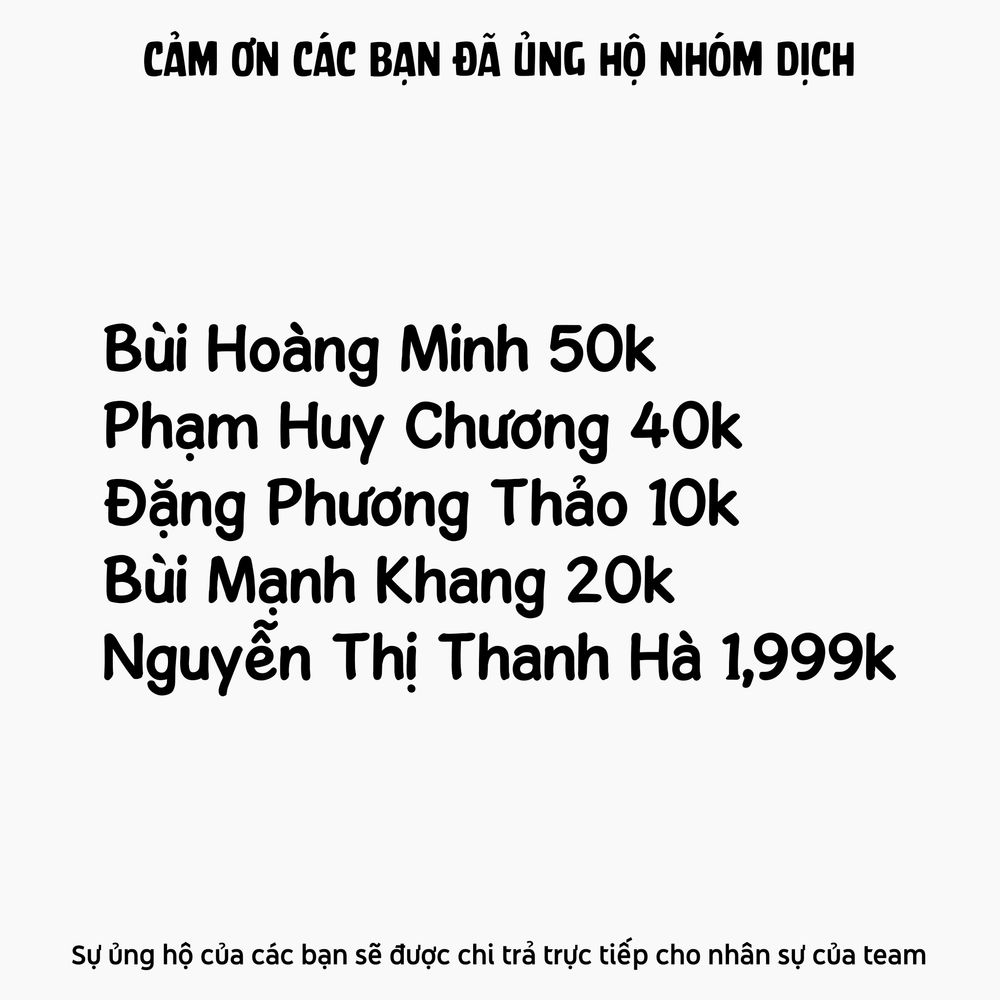 CẢM ƠN CÁC BẠN ĐÃ ỦNG HỘ NHÓM DỊCH
Bùi Hoàng Minh 50k
Phạm Huy Chương 40k
Đặng Phương Thảo 10k
Bùi Mạnh Khang 20k
Nguyễn Thị Thanh Hà 1,999k
Sự ủng hộ của các bạn sẽ được chi trả trực tiếp cho nhân sự của team